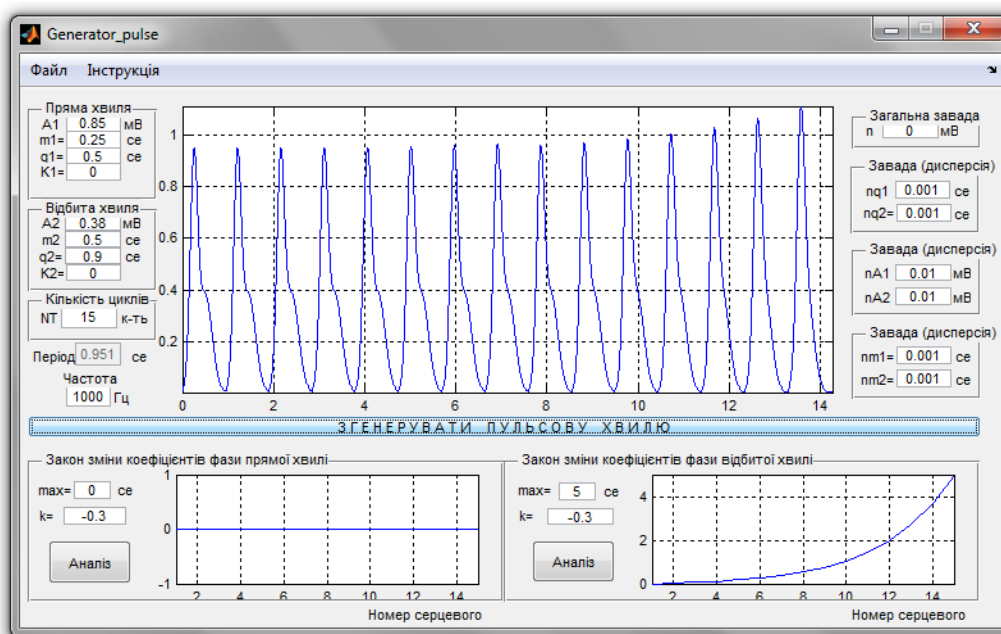 Generator_pulse
Файл Інструкція
Пряма хвиля
A1 0.85 мВ
m1= 0.25 се
q1= 0.5 се
K1= 0
Відбита хвиля
A2 0.38 мВ
m2 0.5 се
q2= 0.9 се
K2= 0
Кількість циклів
NT 15 к-ть
Період 0.951 се
Частота
1000 Гц
1
0.8
0.6
0.4
0.2
0 2 4 6 8 10 12 14
Загальна завада
n 0 мВ
Завада (дисперсія)
nq1 0.001 се
nq2= 0.001 се
Завада (дисперсія)
nA1 0.01 мВ
nA2 0.01 мВ
Завада (дисперсія)
nm1= 0.001 се
nm2= 0.001 се
ЗГЕНЕРУВАТИ ПУЛЬСОВУ ХВИЛЮ
Закон зміни коефіцієнтів фази прямої хвилі
max= 0 се
k= -0.3
Аналіз
1
0
-1
2 4 6 8 10 12 14
Номер серцевого
Закон зміни коефіцієнтів фази відбитої хвилі
max= 5 се
k= -0.3
Аналіз
4
2
0
2 4 6 8 10 12 14
Номер серцевого